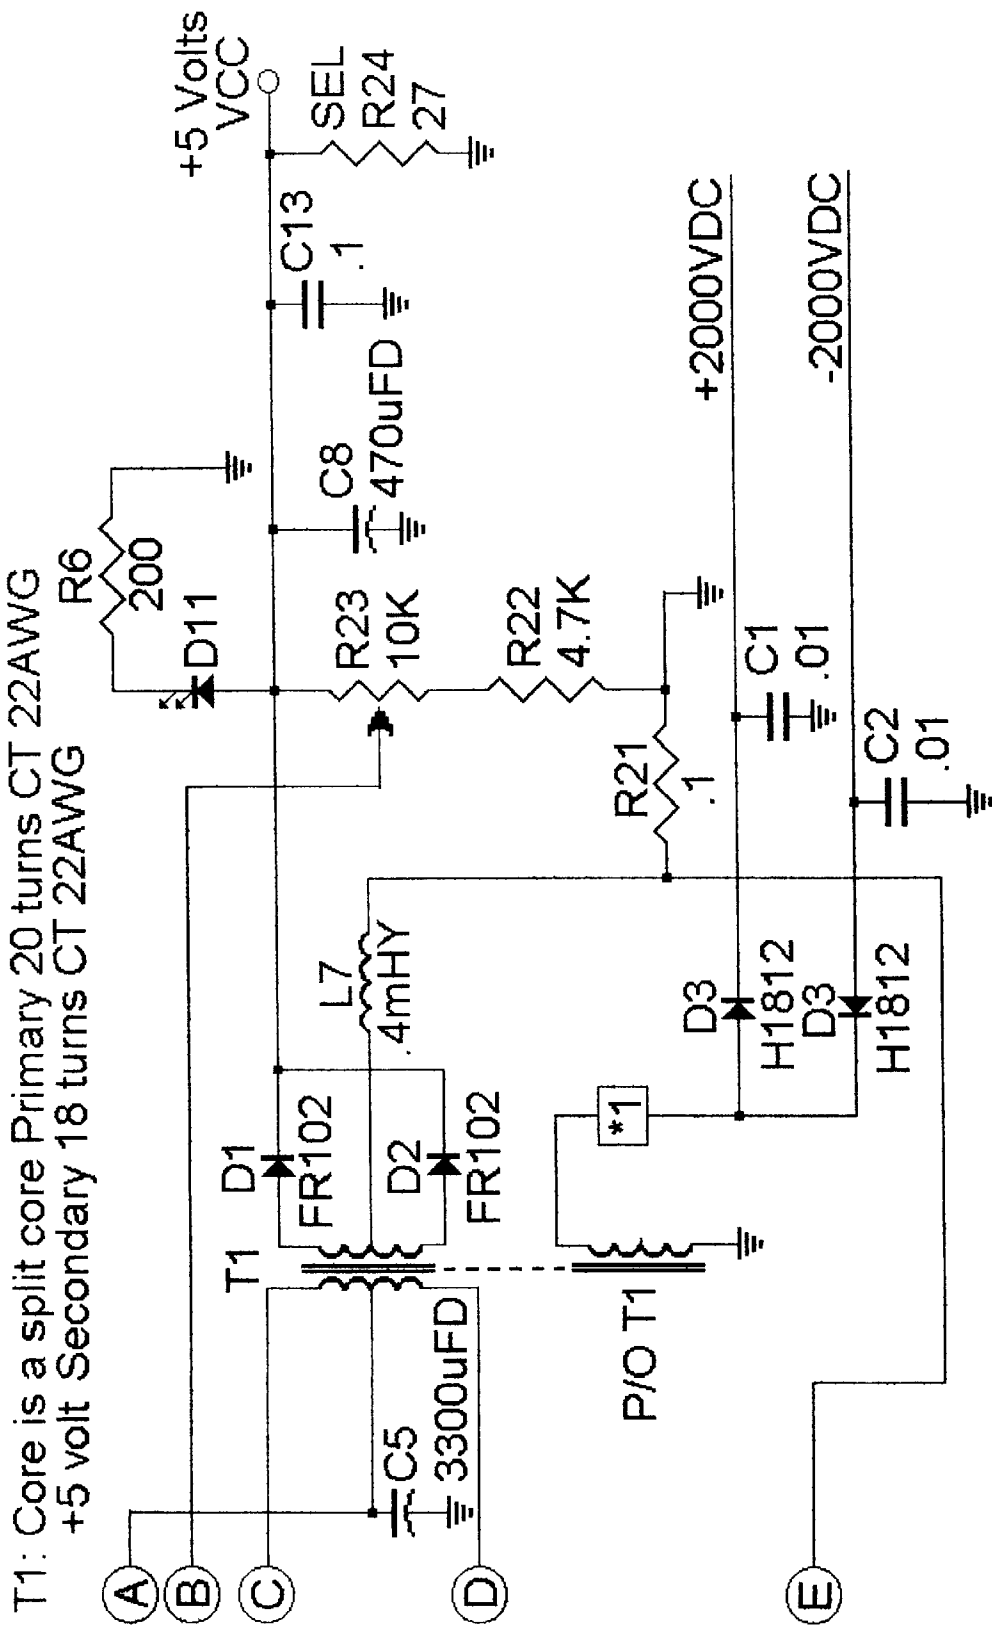 T1: Core is a split core Primary 20 turns CT 22AWG
+5 volt Secondary 18 turns CT 22AWG
+5 Volts
VCC
R6
200
D11
SEL
R24
27
C13
.1
C8
470uFD
R23
10K
R22
4.7K
R21
.1
L7
.4mHY
D1
FR102
D2
FR102
T1
C5
3300uFD
A
B
C
D
E
P/O T1
*1
D3
H1812
D3
H1812
C1
.01
C2
.01
+2000VDC
-2000VDC